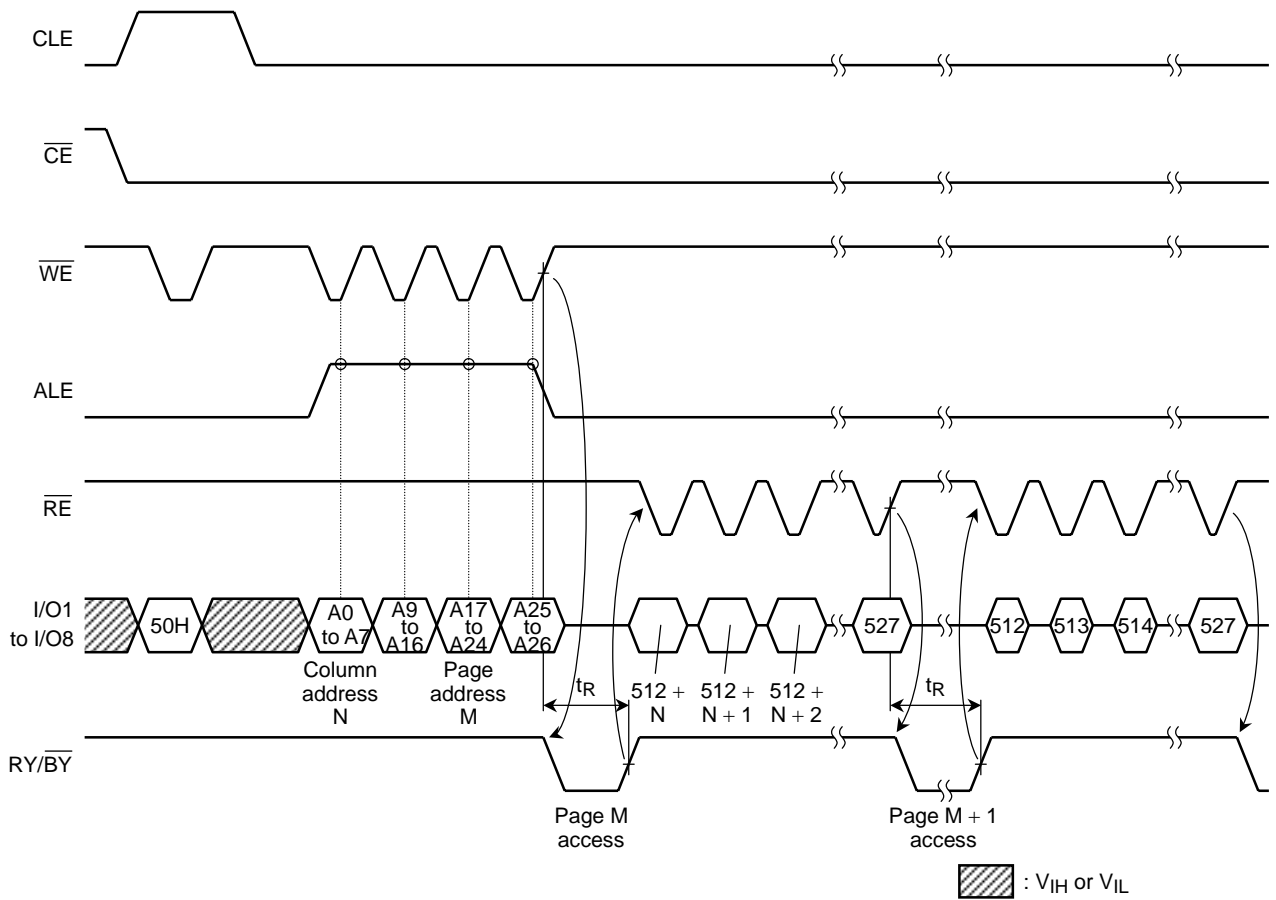 CLE
CE
WE
ALE
RE
I/O1
to I/O8
50H
A0
to A7
A9
to
A16
A17
to
A24
A25
to
A26
527
512
513
514
527
Column
address
N
Page
address
M
tR
512 +
N
512 +
N + 1
512 +
N + 2
tR
RY/BY
Page M
access
Page M + 1
access
: VIH or VIL